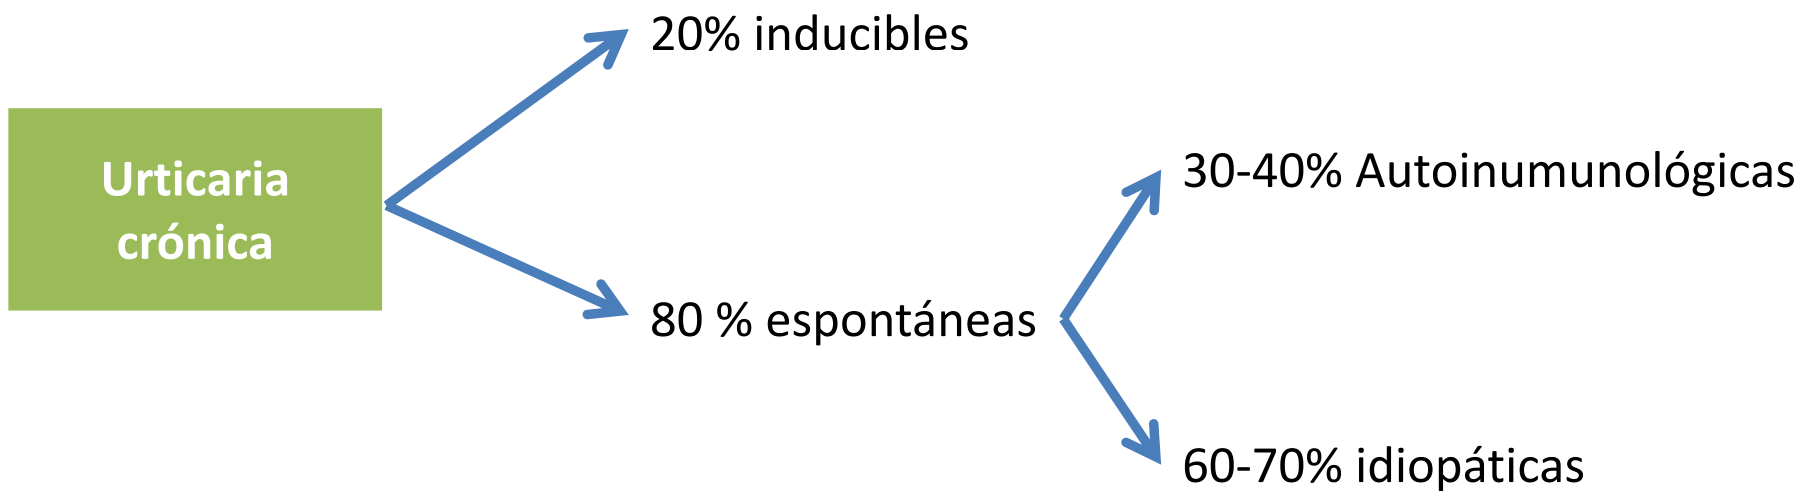 20% inducibles
Urticaria
crónica
30-40% Autoinumunológicas
80 % espontáneas
60-70% idiopáticas